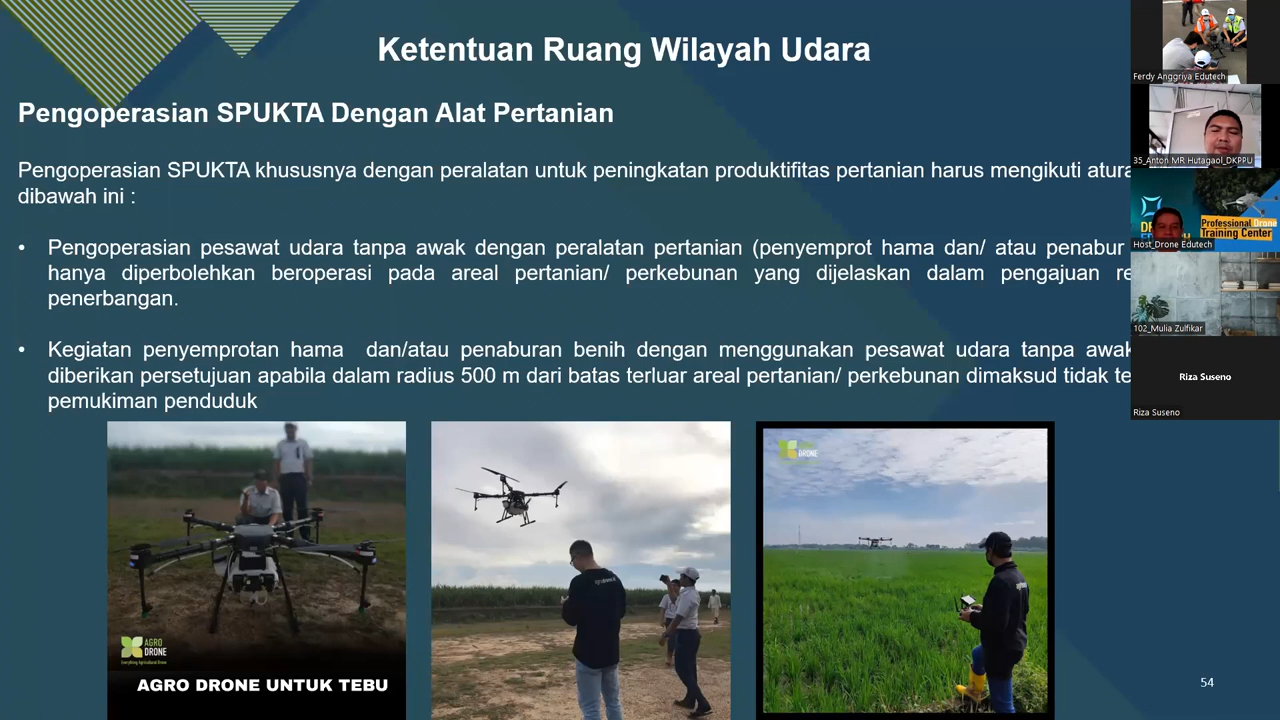 Ketentuan Ruang Wilayah Udara
Pengoperasian SPUKTA Dengan Alat Pertanian
Pengoperasian SPUKTA khususnya dengan peralatan untuk peningkatan produktifitas pertanian harus mengikuti atura
dibawah ini :
• Pengoperasian pesawat udara tanpa awak dengan peralatan pertanian (penyemprot hama dan/ atau penabur
hanya diperbolehkan beroperasi pada areal pertanian/ perkebunan yang dijelaskan dalam pengajuan re
penerbangan.
• Kegiatan penyemprotan hama dan/atau penaburan benih dengan menggunakan pesawat udara tanpa awak
diberikan persetujuan apabila dalam radius 500 m dari batas terluar areal pertanian/ perkebunan dimaksud tidak te
pemukiman penduduk
AGRO
DRONE
Everything Agricultural Drone
AGRO DRONE UNTUK TEBU
AGRO
DRONE
54
Ferdy Anggriya Edutech
35_Anton MR Hutagaol_DKPPU
Professional Drone
Training Center
Host_Drone Edutech
102_Mulia Zulfikar
Riza Suseno
Riza Suseno